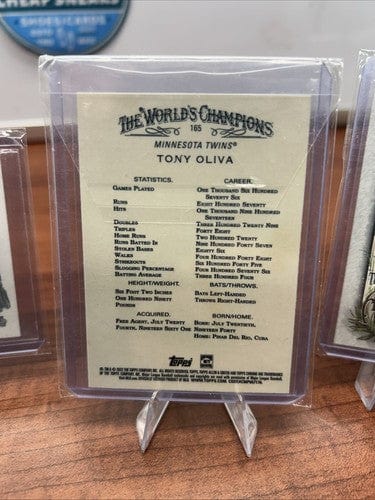 CHEAP SNEAKER
SHOES/CARDS
THE WORLD'S CHAMPIONS
165
MINNESOTA TWINS®
TONY OLIVA
STATISTICS. CAREER.
GAMES PLAYED ONE THOUSAND SIX HUNDRED
SEVENTY SIX
RUNS EIGHT HUNDRED SEVENTY
HITS ONE THOUSAND NINE HUNDRED
SEVENTEEN
DOUBLES THREE HUNDRED TWENTY NINE
TRIPLES FORTY EIGHT
HOME RUNS TWO HUNDRED TWENTY
RUNS BATTED IN NINE HUNDRED FORTY SEVEN
STOLEN BASES EIGHTY SIX
WALKS FOUR HUNDRED FORTY EIGHT
STRIKEOUTS SIX HUNDRED FORTY FIVE
SLUGGING PERCENTAGE FOUR HUNDRED SEVENTY SIX
BATTING AVERAGE THREE HUNDRED FOUR
HEIGHT/WEIGHT. BATS/THROWS.
SIX FOOT TWO INCHES BATS LEFT-HANDED
ONE HUNDRED NINETY THROWS RIGHT-HANDED
POUNDS
ACQUIRED. BORN/HOME.
FREE AGENT, JULY TWENTY BORN: JULY TWENTIETH,
FOURTH, NINETEEN SIXTY ONE NINETEEN FORTY
HOME: PINAR DEL RIO, CUBA
Topps